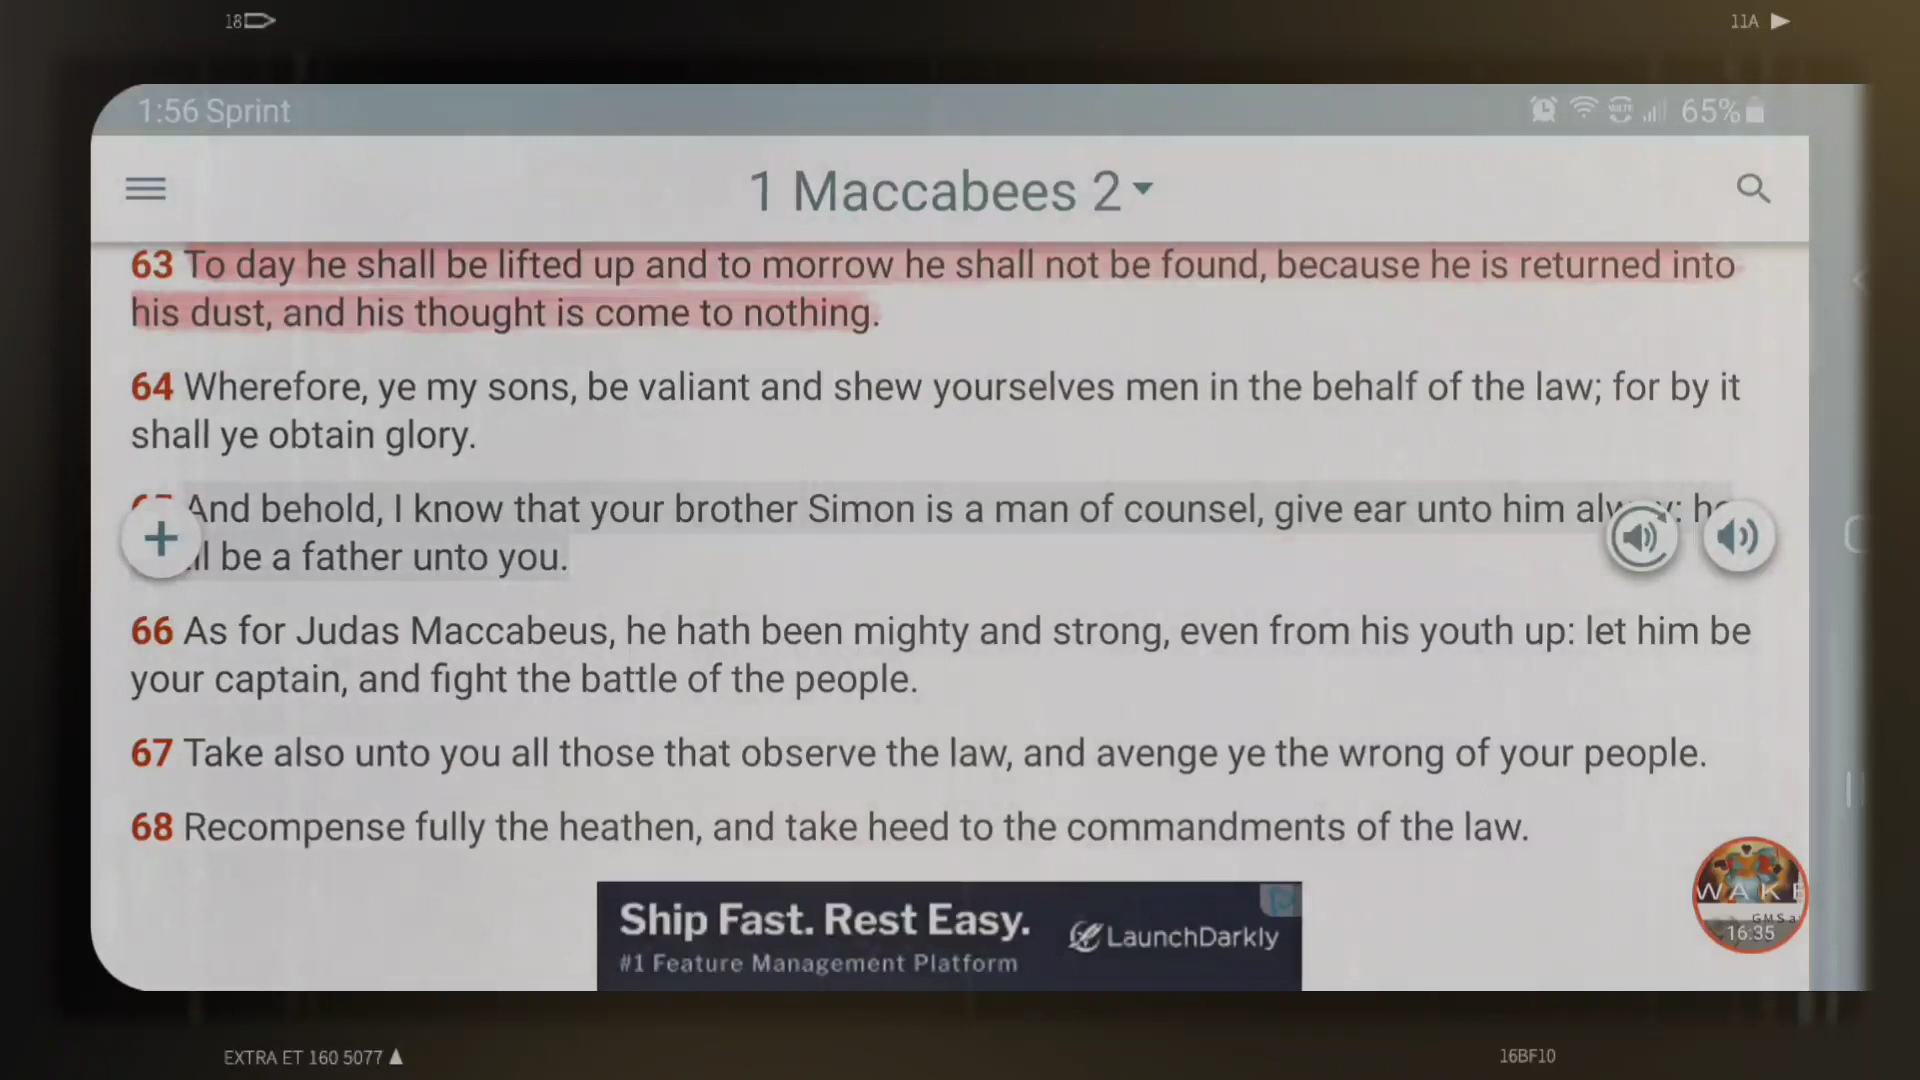 18
11A
1:56 Sprint
65%
1 Maccabees 2
63 To day he shall be lifted up and to morrow he shall not be found, because he is returned into
his dust, and his thought is come to nothing.
64 Wherefore, ye my sons, be valiant and shew yourselves men in the behalf of the law; for by it
shall ye obtain glory.
And behold, I know that your brother Simon is a man of counsel, give ear unto him
be a father unto you.
66 As for Judas Maccabeus, he hath been mighty and strong, even from his youth up: let him be
your captain, and fight the battle of the people.
67 Take also unto you all those that observe the law, and avenge ye the wrong of your people.
68 Recompense fully the heathen, and take heed to the commandments of the law.
Ship Fast. Rest Easy.
LaunchDarkly
#1 Feature Management Platform
WAKE
GMS a
16:35
EXTRA ET 160 5077
16BF10